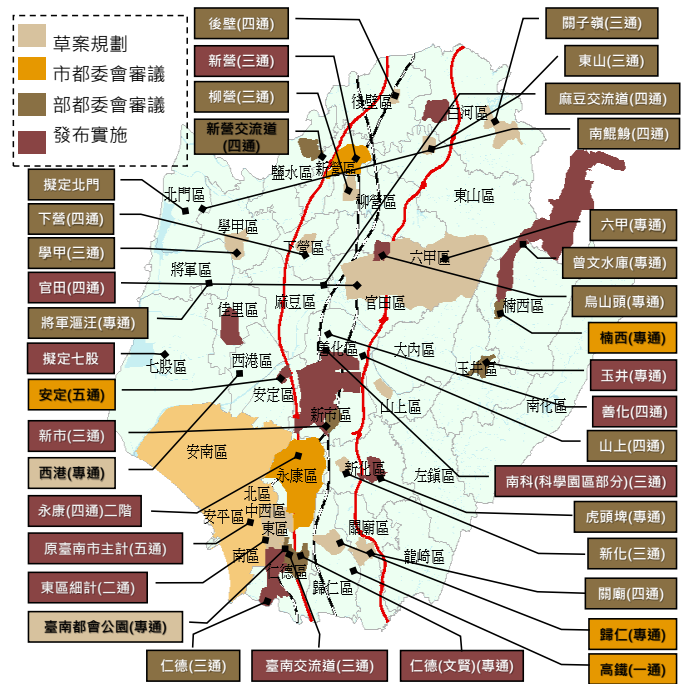 草案規劃
市都委會審議
部都委會審議
發布實施
後壁(四通)
新營(三通)
柳營(三通)
新營交流道
(四通)
關子嶺(三通)
東山(三通)
麻豆交流道(四通)
南鯤鯓(四通)
擬定北門
下營(四通)
學甲(三通)
官田(四通)
將軍漚汪(專通)
擬定七股
安定(五通)
新市(三通)
西港(專通)
永康(四通)二階
原臺南市主計(五通)
東區細計(二通)
臺南都會公園(專通)
六甲(專通)
曾文水庫(專通)
烏山頭(專通)
楠西(專通)
玉井(專通)
善化(四通)
山上(四通)
南科(科學園區部分)(三通)
虎頭埤(專通)
新化(三通)
關廟(四通)
歸仁(專通)
高鐵(一通)
仁德(三通)
臺南交流道(三通)
仁德(文賢)(專通)
後壁區
白河區
鹽水區
新營區
柳營區
東山區
北門區
學甲區
下營區
六甲區
將軍區
佳里區
麻豆區
官田區
楠西區
七股區
西港區
善化區
大內區
玉井區
安定區
新市區
山上區
南化區
安南區
永康區
新化區
左鎮區
北區
中西區
安平區
東區
南區
關廟區
龍崎區
仁德區
歸仁區